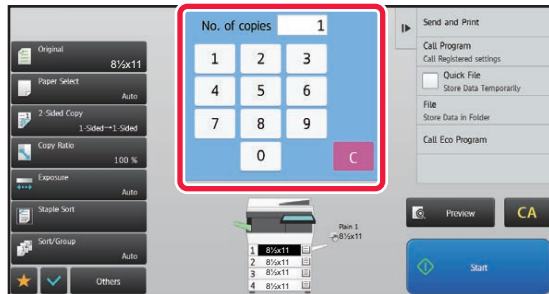 Original
8½x11
Paper Select
Auto
2-Sided Copy
1-Sided→1-Sided
Copy Ratio
100 %
Exposure
Auto
Staple Sort
Sort/Group
Auto
Others
No. of copies 1
1 2 3
4 5 6
7 8 9
0 C
Plain 1
8½x11
1 8½x11
2 8½x11
3 8½x11
4 8½x11
Send and Print
Call Program
Call Registered settings
Quick File
Store Data Temporarily
File
Store Data in Folder
Call Eco Program
Preview
CA
Start